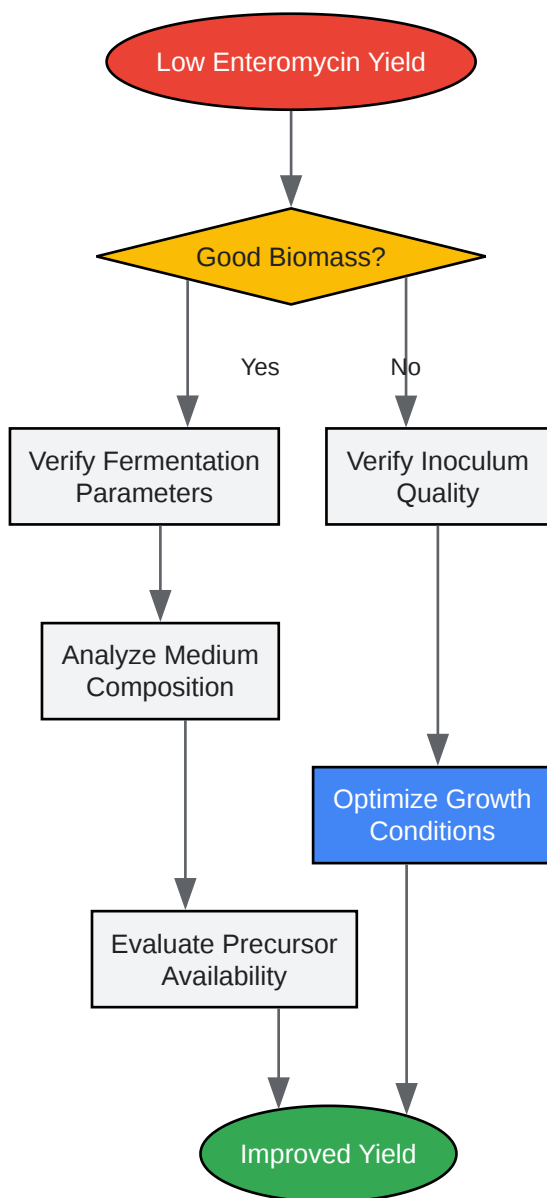 Low Enteromycin Yield
Good Biomass?
Yes
No
Verify Fermentation
Parameters
Verify Inoculum
Quality
Analyze Medium
Composition
Optimize Growth
Conditions
Evaluate Precursor
Availability
Improved Yield